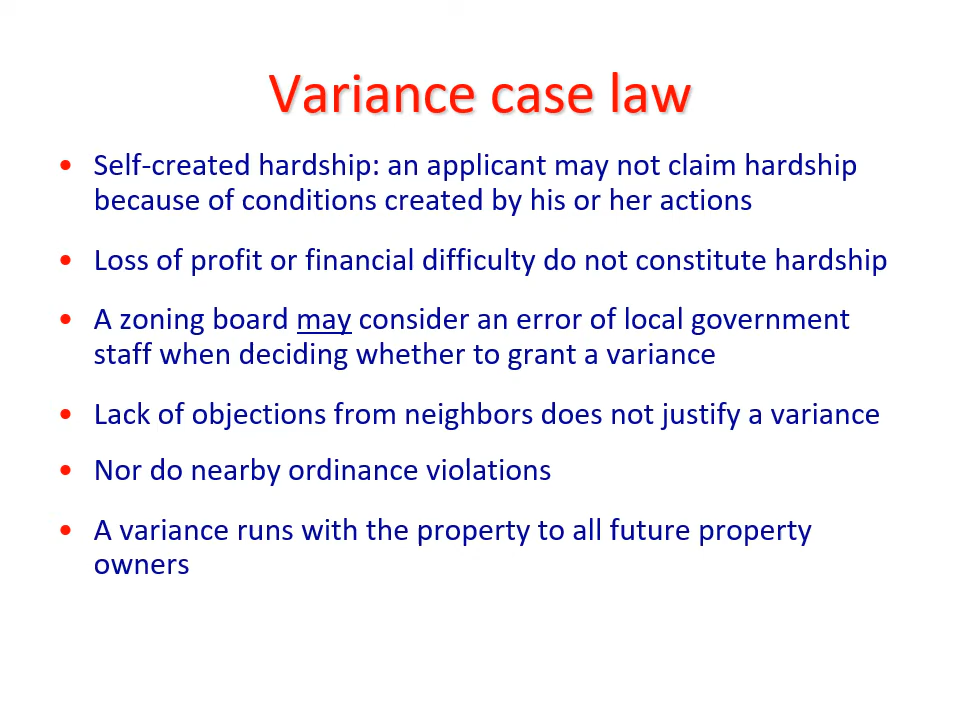 Variance case law
• Self-created hardship: an applicant may not claim hardship
because of conditions created by his or her actions
• Loss of profit or financial difficulty do not constitute hardship
• A zoning board may consider an error of local government
staff when deciding whether to grant a variance
• Lack of objections from neighbors does not justify a variance
• Nor do nearby ordinance violations
• A variance runs with the property to all future property
owners